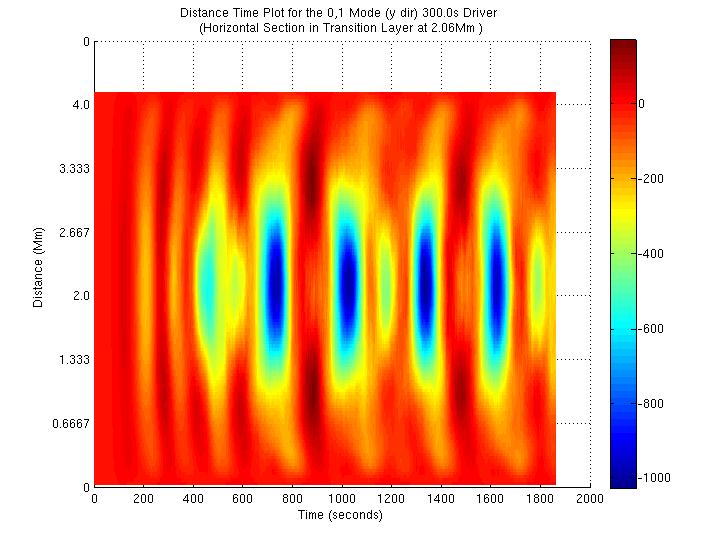 Distance Time Plot for the 0,1 Mode (y dir) 300.0s Driver
(Horizontal Section in Transition Layer at 2.06Mm )
0
4.0
3.333
2.667
2.0
1.333
0.6667
0
Distance (Mm)
0 200 400 600 800 1000 1200 1400 1600 1800 2000
Time (seconds)
0
-200
-400
-600
-800
-1000